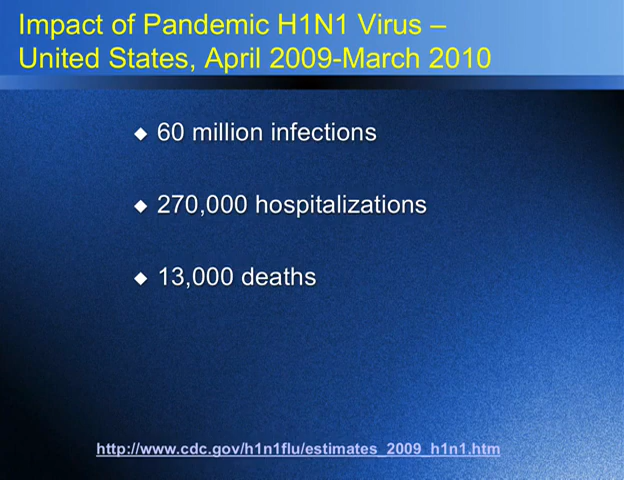 Impact of Pandemic H1N1 Virus –
United States, April 2009-March 2010
60 million infections
270,000 hospitalizations
13,000 deaths
http://www.cdc.gov/h1n1flu/estimates_2009_h1n1.htm